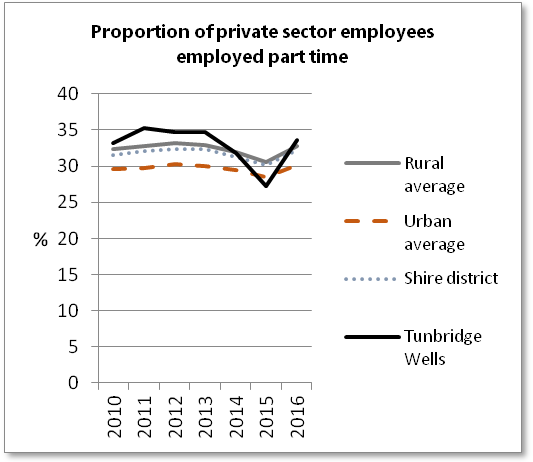 Proportion of private sector employees
employed part time
40
35
30
25
20
15
10
5
0
%
2010
2011
2012
2013
2014
2015
2016
Rural
average
Urban
average
Shire district
Tunbridge
Wells